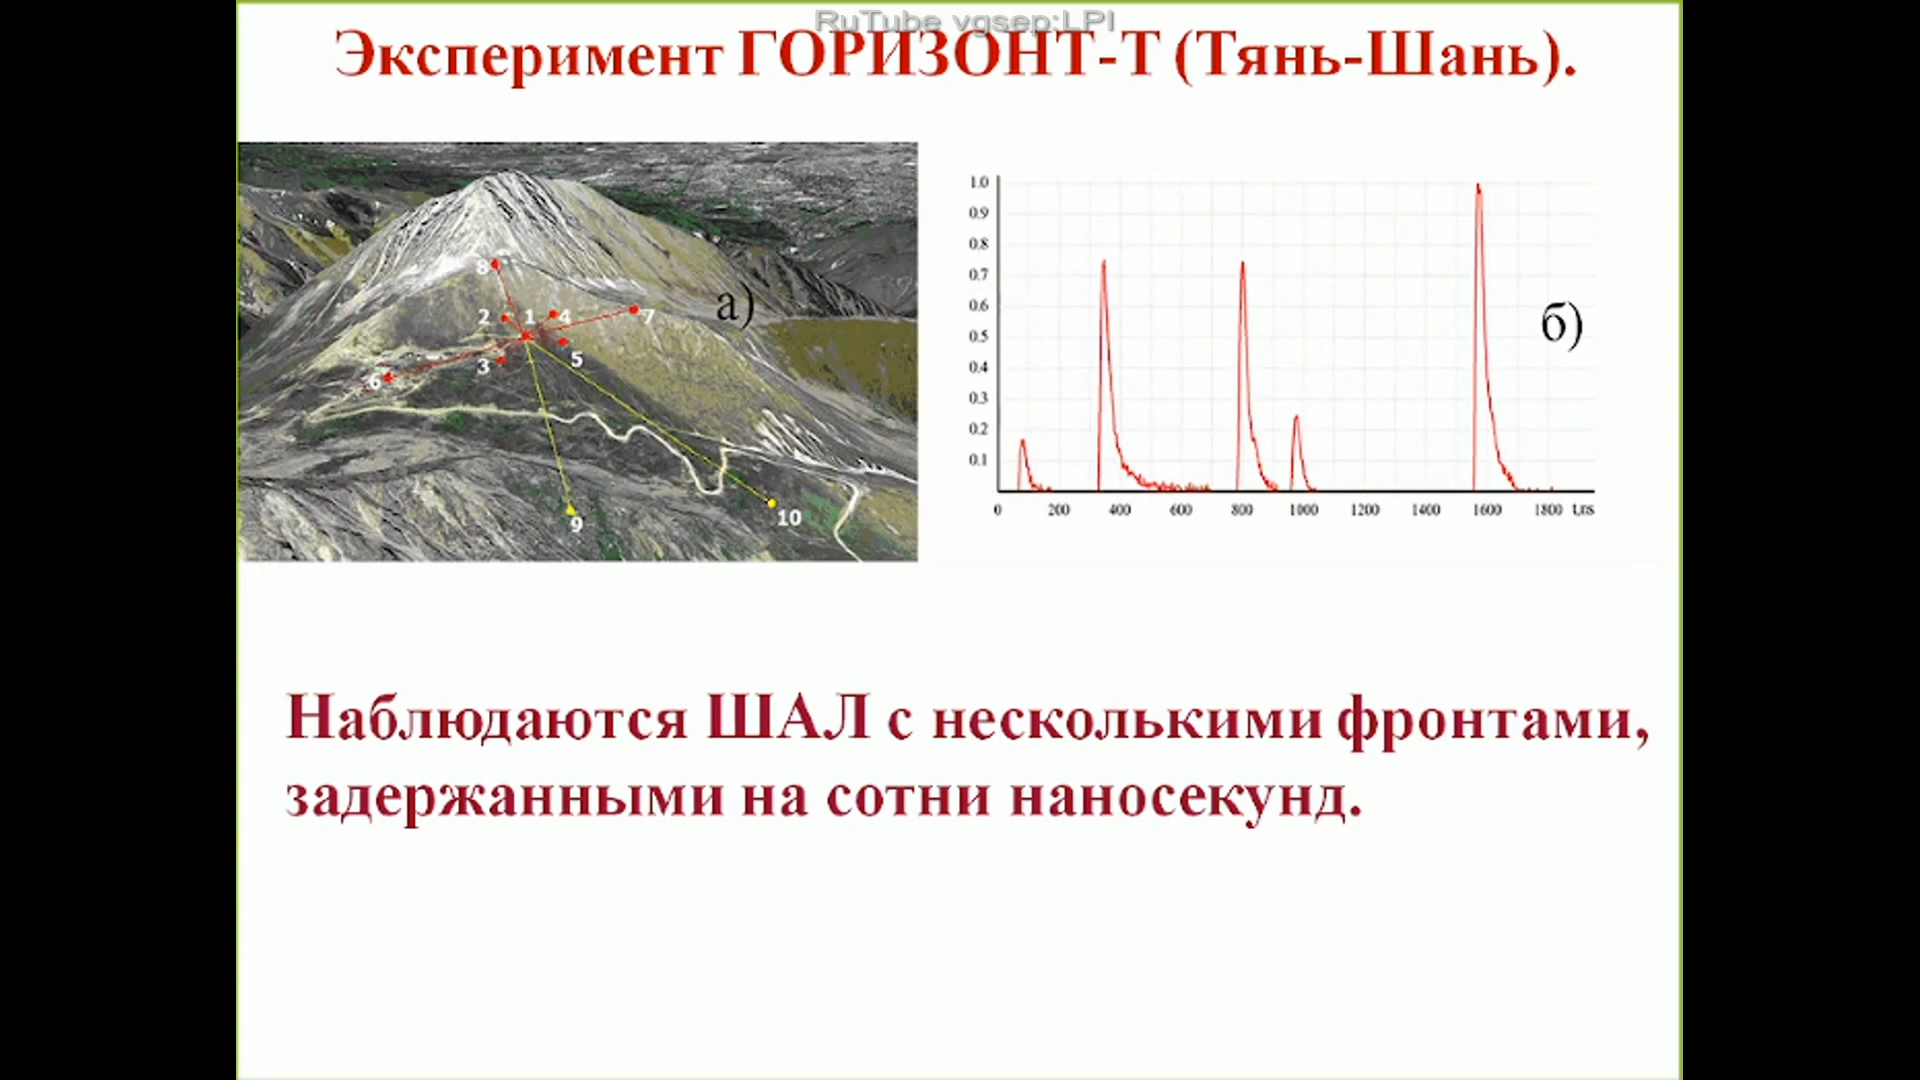 RuTube vgsep:LPI
Эксперимент ГОРИЗОНТ-Т (Тянь-Шань).
8
2 1 4 7
6 3 5
9 10
а)
1.0
0.9
0.8
0.7
0.6
0.5
0.4
0.3
0.2
0.1
0 200 400 600 800 1000 1200 1400 1600 1800 t,ns
б)
Наблюдаются ШАЛ с несколькими фронтами,
задержанными на сотни наносекунд.